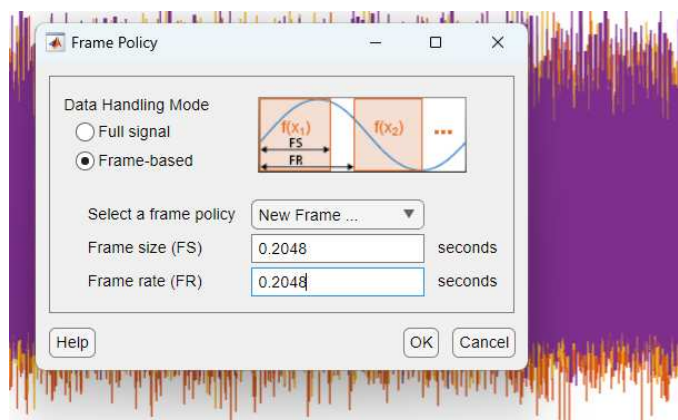 Frame Policy
Data Handling Mode
Full signal
Frame-based
f(x₁) f(x₂) ...
FS
FR
Select a frame policy New Frame ...
Frame size (FS) 0.2048 seconds
Frame rate (FR) 0.2048 seconds
Help OK Cancel